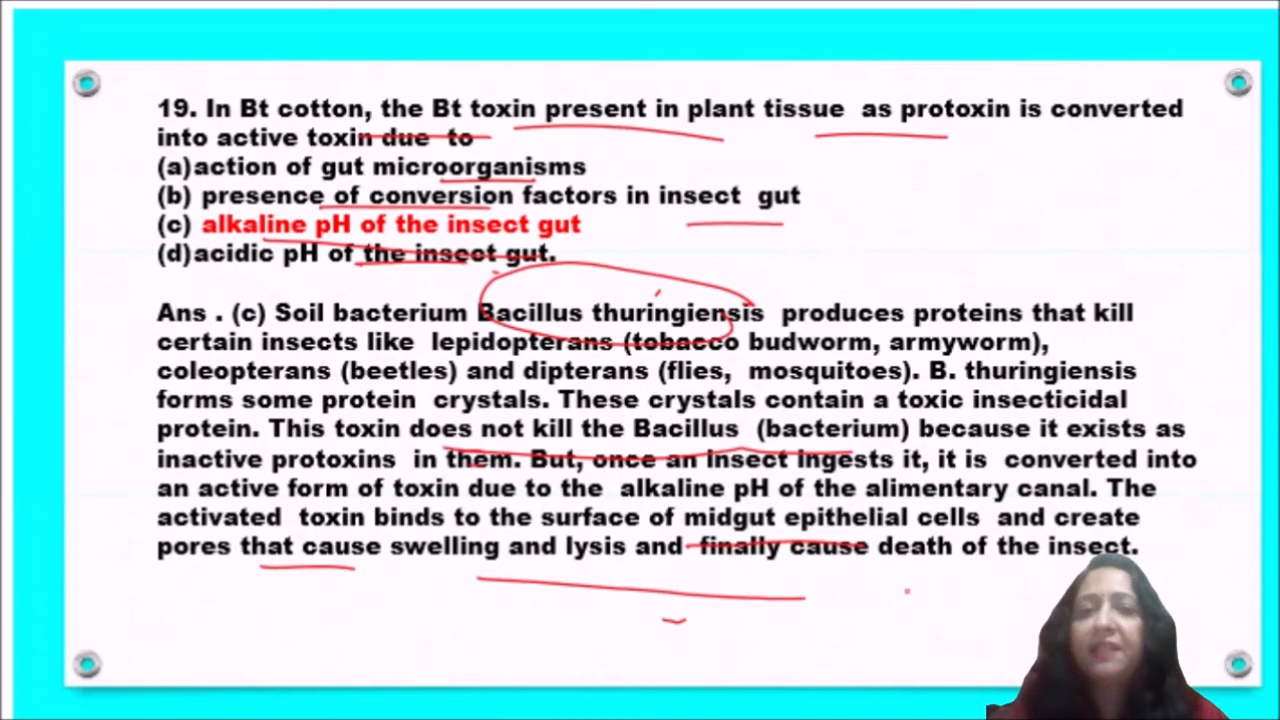 19. In Bt cotton, the Bt toxin present in plant tissue as protoxin is converted
into active toxin due to
(a)action of gut microorganisms
(b) presence of conversion factors in insect gut
(c) alkaline pH of the insect gut
(d)acidic pH of the insect gut.
Ans . (c) Soil bacterium Bacillus thuringiensis produces proteins that kill
certain insects like lepidopterans (tobacco budworm, armyworm),
coleopterans (beetles) and dipterans (flies, mosquitoes). B. thuringiensis
forms some protein crystals. These crystals contain a toxic insecticidal
protein. This toxin does not kill the Bacillus (bacterium) because it exists as
inactive protoxins in them. But, once an insect ingests it, it is converted into
an active form of toxin due to the alkaline pH of the alimentary canal. The
activated toxin binds to the surface of midgut epithelial cells and create
pores that cause swelling and lysis and finally cause death of the insect.